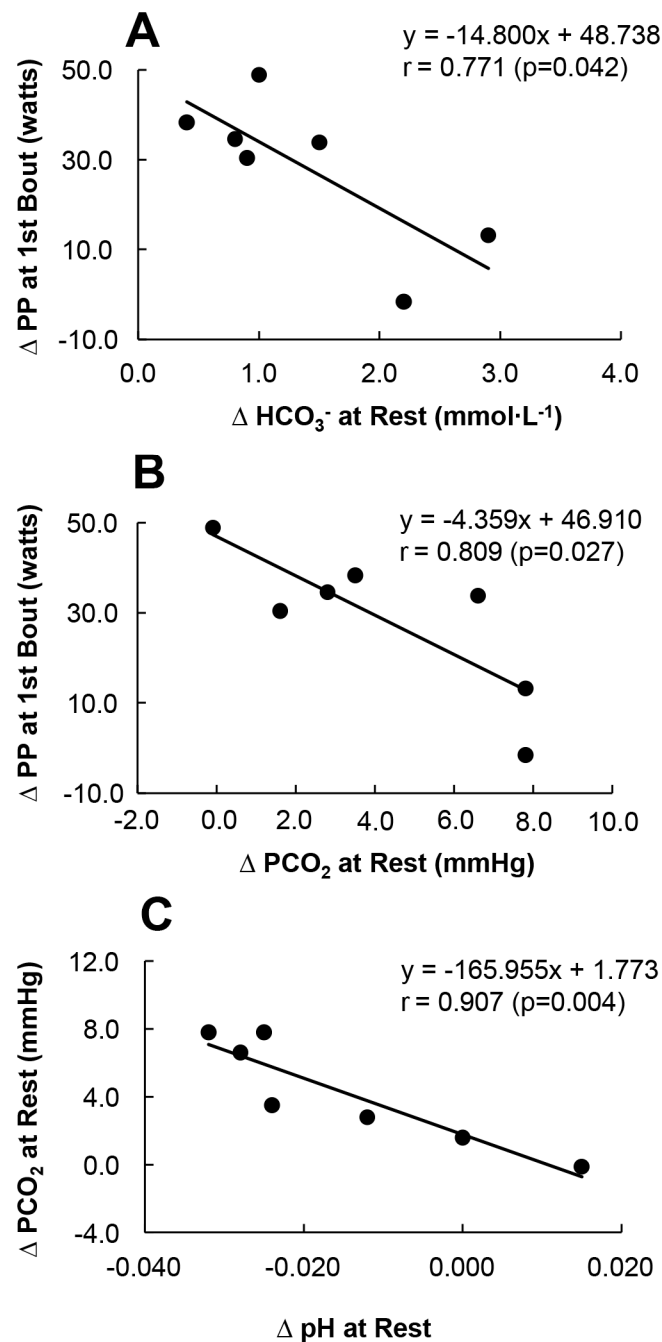 A
y = -14.800x + 48.738
r = 0.771 (p=0.042)
Δ PP at 1st Bout (watts)
50.0
30.0
10.0
-10.0
0.0 1.0 2.0 3.0 4.0
Δ HCO₃⁻ at Rest (mmol·L⁻¹)
B
y = -4.359x + 46.910
r = 0.809 (p=0.027)
Δ PP at 1st Bout (watts)
50.0
30.0
10.0
-10.0
-2.0 0.0 2.0 4.0 6.0 8.0 10.0
Δ PCO₂ at Rest (mmHg)
C
y = -165.955x + 1.773
r = 0.907 (p=0.004)
Δ PCO₂ at Rest (mmHg)
12.0
8.0
4.0
0.0
-4.0
-0.040 -0.020 0.000 0.020
Δ pH at Rest